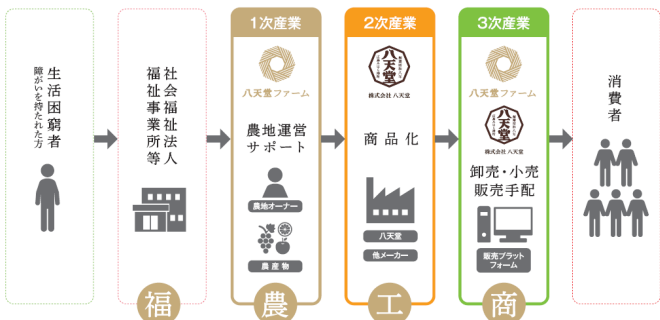 生活困窮者
障がいを持たれた方
社会福祉法人
福祉事業所等
福
1次産業
八天堂ファーム
農地運営
サポート
農地オーナー
農産物
農
2次産業
八天堂
株式会社 八天堂
商品化
八天堂
他メーカー
工
3次産業
八天堂ファーム
八天堂
株式会社 八天堂
卸売・小売
販売手配
販売プラット
フォーム
商
消費者